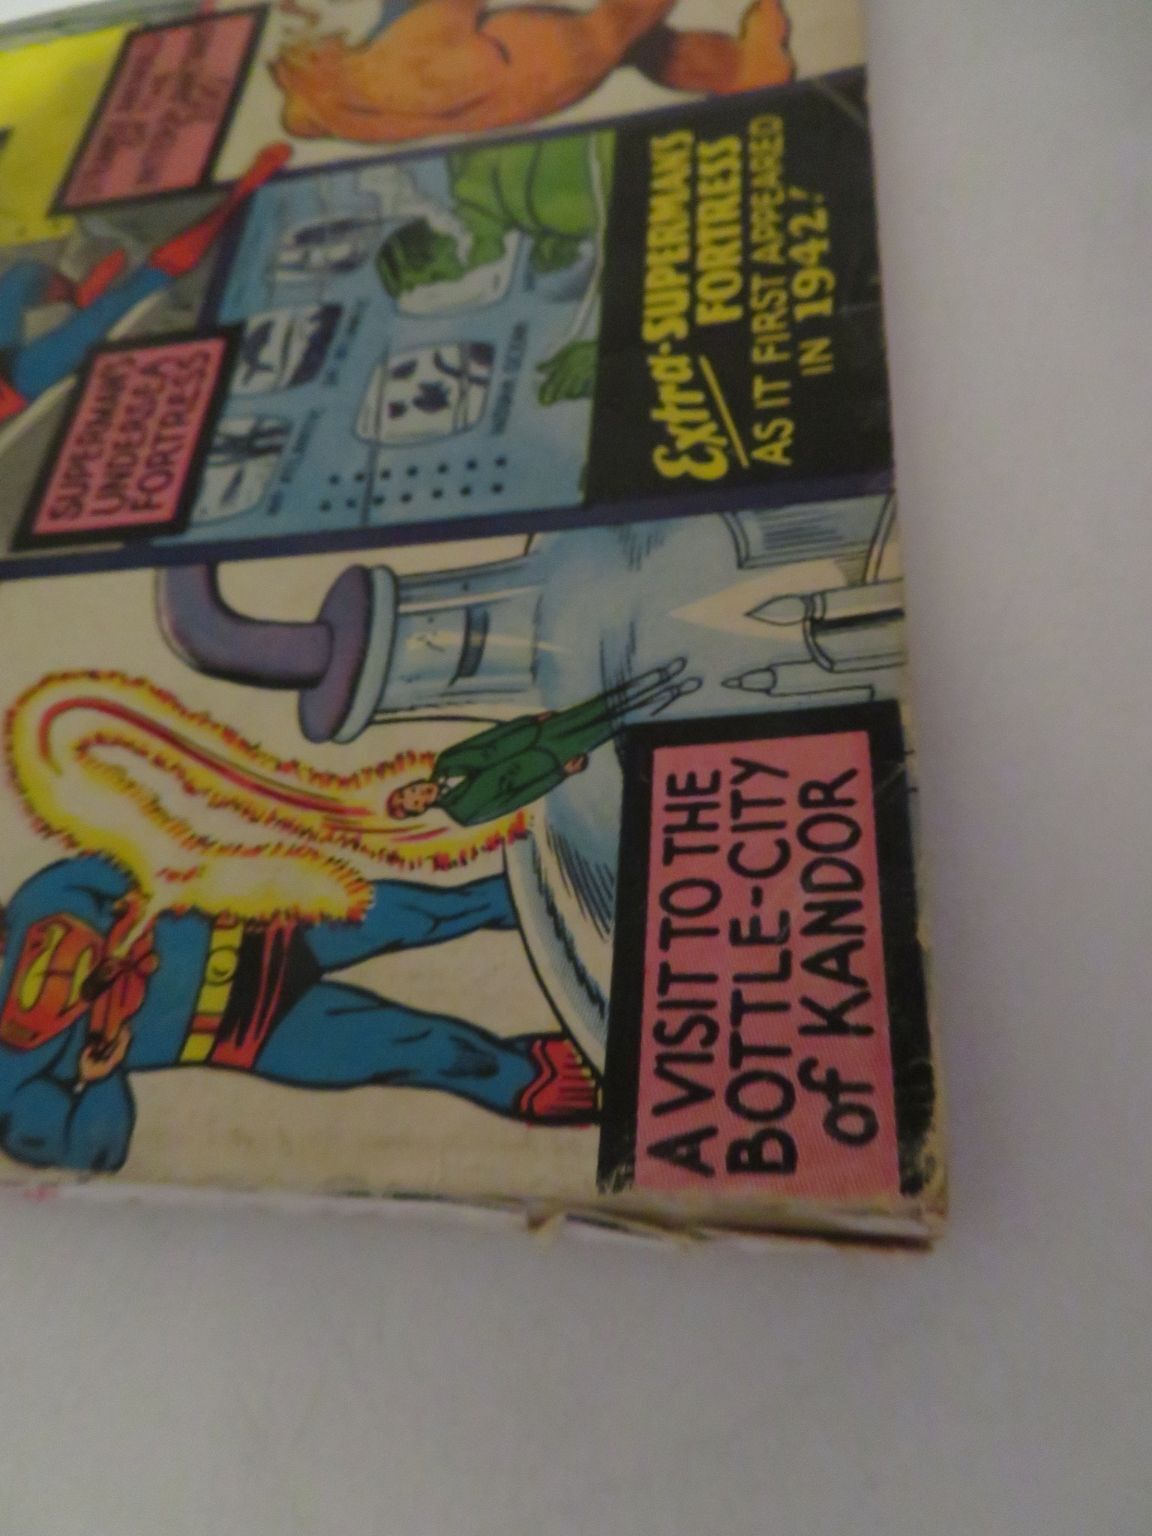 SUPERMAN'S
UNDERSEA
FORTRESS
Extra-SUPERMAN'S
FORTRESS
AS IT FIRST APPEARED
IN 1942!
A VISIT TO THE
BOTTLE-CITY
of KANDOR